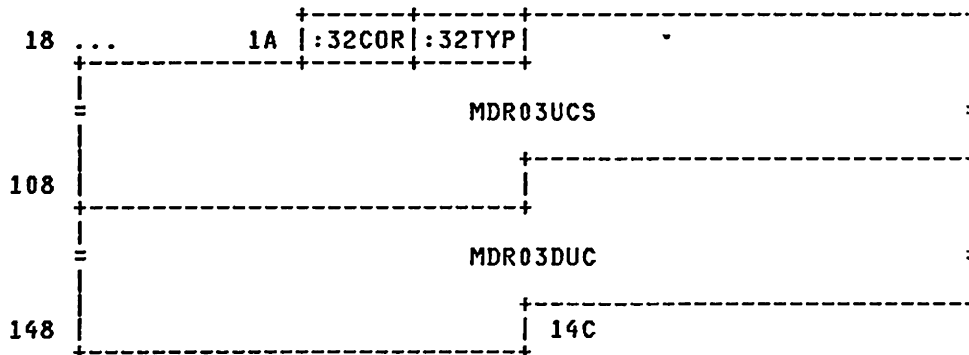 18 ... 1A |:32COR|:32TYP|
= MDR03UCS =
108
= MDR03DUC =
148 | 14C